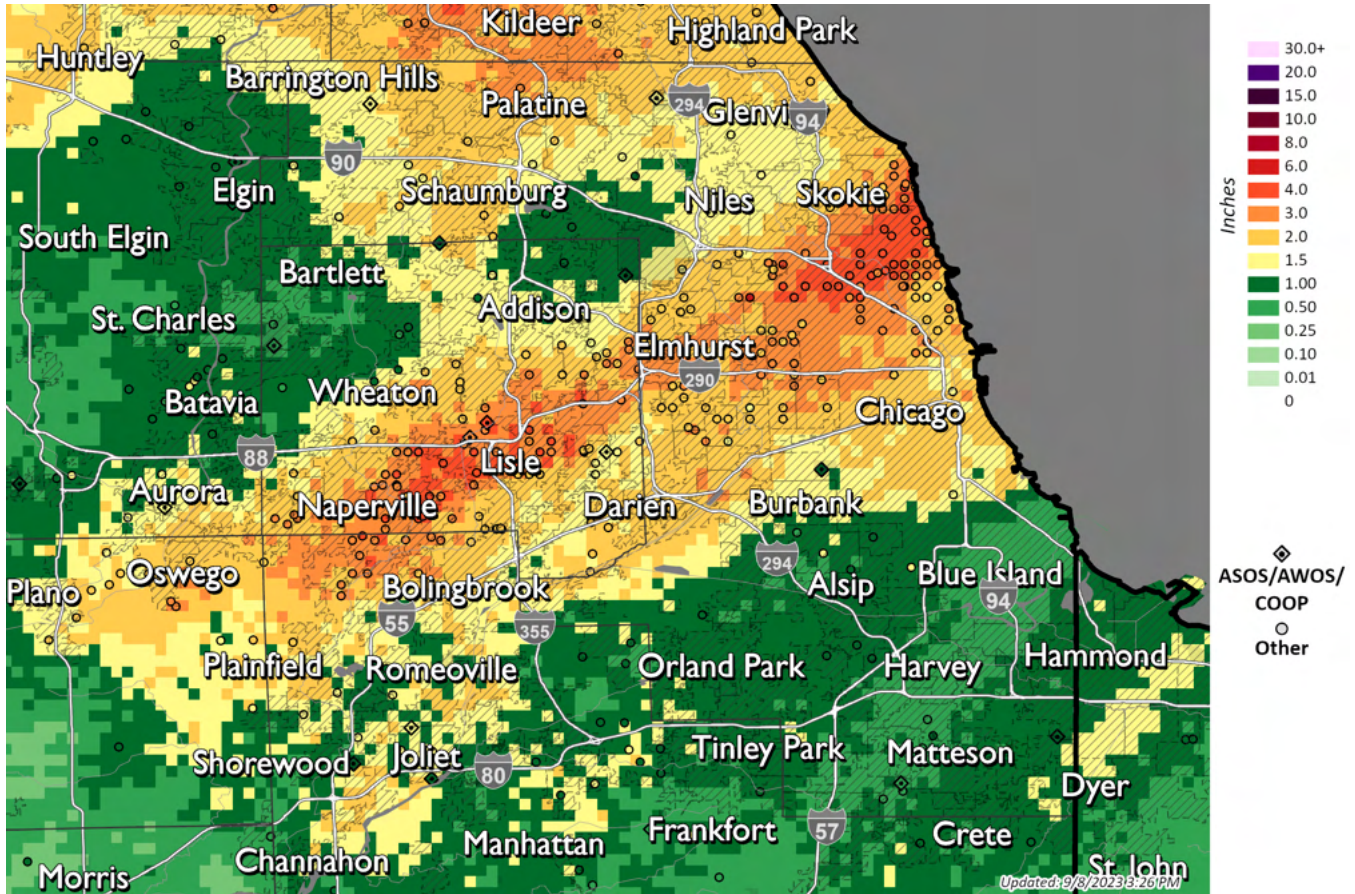 Kildeer
Highland Park
Huntley
Barrington Hills
Palatine
294
Glenvi
94
90
Elgin
Schaumburg
Niles
Skokie
South Elgin
Bartlett
Addison
St. Charles
Elmhurst
290
Wheaton
Batavia
Chicago
88
Lisle
Aurora
Naperville
Darien
Burbank
Oswego
294
Plano
Bolingbrook
Alsip
Blue Island
94
55
355
Plainfield
Romeoville
Orland Park
Harvey
Hammond
Shorewood
Joliet
80
Tinley Park
Matteson
Dyer
57
Manhattan
Frankfort
Crete
Channahon
Morris
St John
Updated: 9/8/2023 3:26 PM
Inches
30.0+
20.0
15.0
10.0
8.0
6.0
4.0
3.0
2.0
1.5
1.00
0.50
0.25
0.10
0.01
0
ASOS/AWOS/
COOP
Other